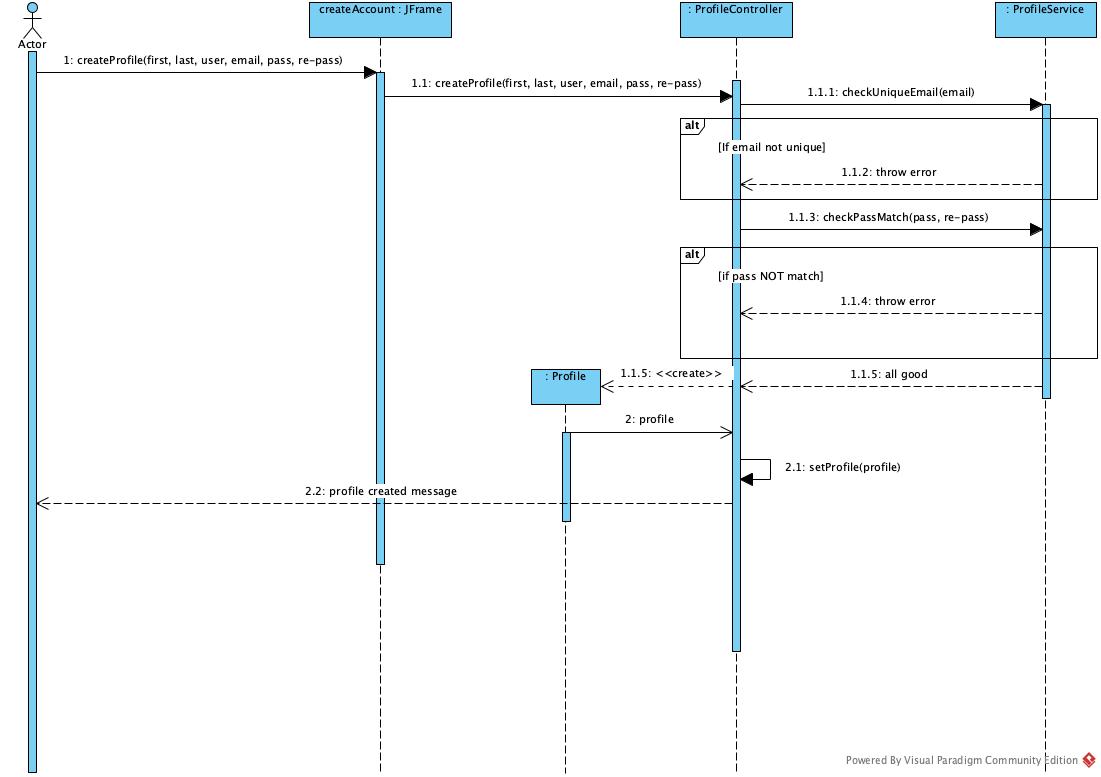 createAccount : JFrame
: ProfileController
: ProfileService
Actor
1: createProfile(first, last, user, email, pass, re-pass)
1.1: createProfile(first, last, user, email, pass, re-pass)
1.1.1: checkUniqueEmail(email)
alt
[If email not unique]
1.1.2: throw error
1.1.3: checkPassMatch(pass, re-pass)
alt
[if pass NOT match]
1.1.4: throw error
: Profile
1.1.5: <<create>>
1.1.5: all good
2: profile
2.1: setProfile(profile)
2.2: profile created message
Powered By Visual Paradigm Community Edition